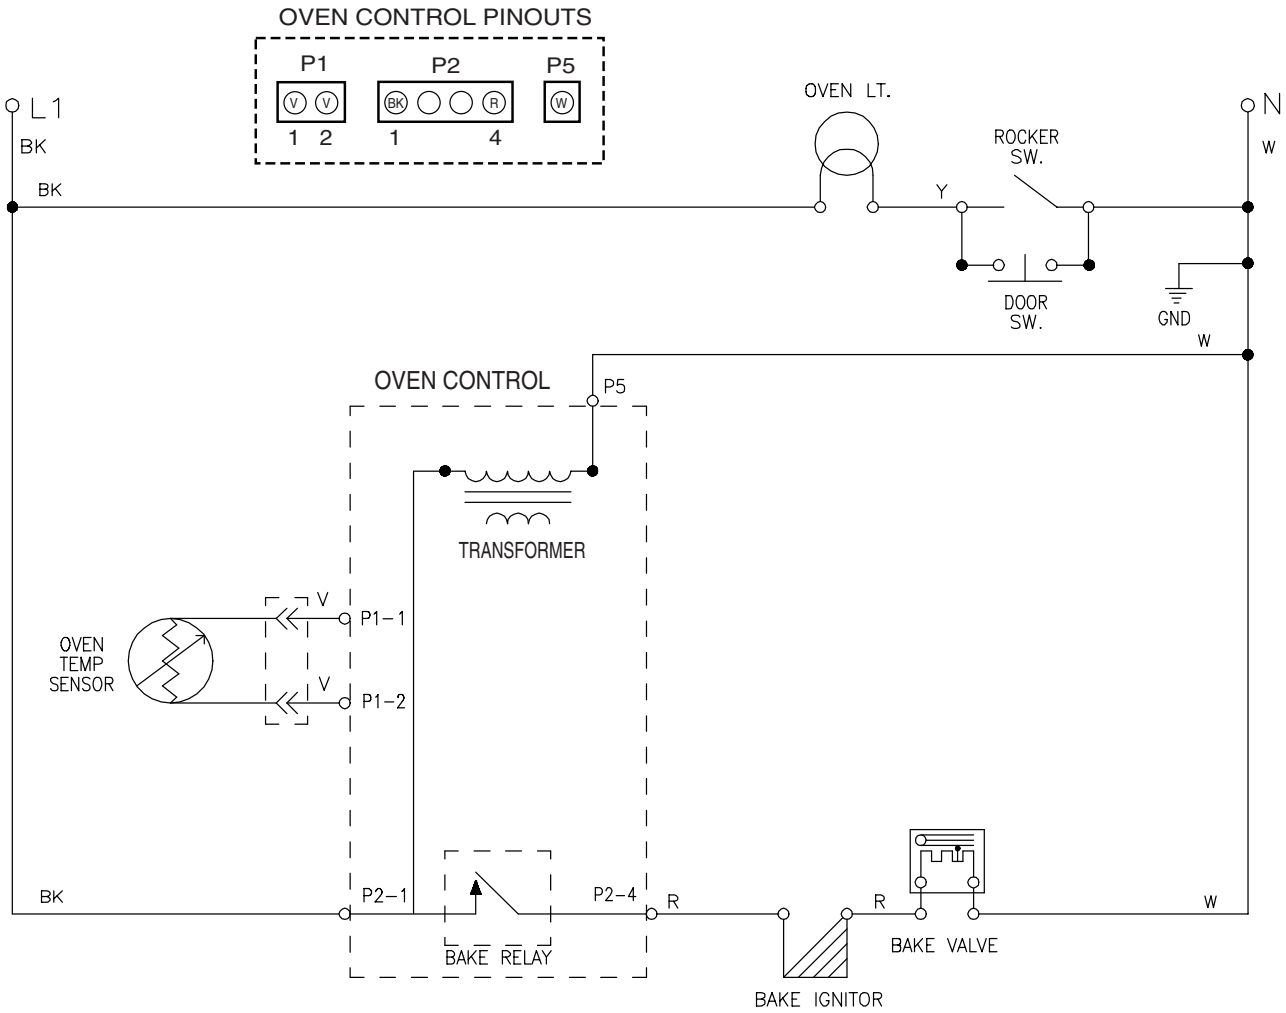 OVEN CONTROL PINOUTS
P1 P2 P5
V V BK R W
1 2 1 4
L1
BK
BK
OVEN LT.
ROCKER
SW.
N
W
Y
DOOR
SW.
GND
W
OVEN CONTROL
P5
TRANSFORMER
OVEN
TEMP
SENSOR
V
P1-1
V
P1-2
BK
P2-1
BAKE RELAY
P2-4
R
BAKE IGNITOR
R
BAKE VALVE
W